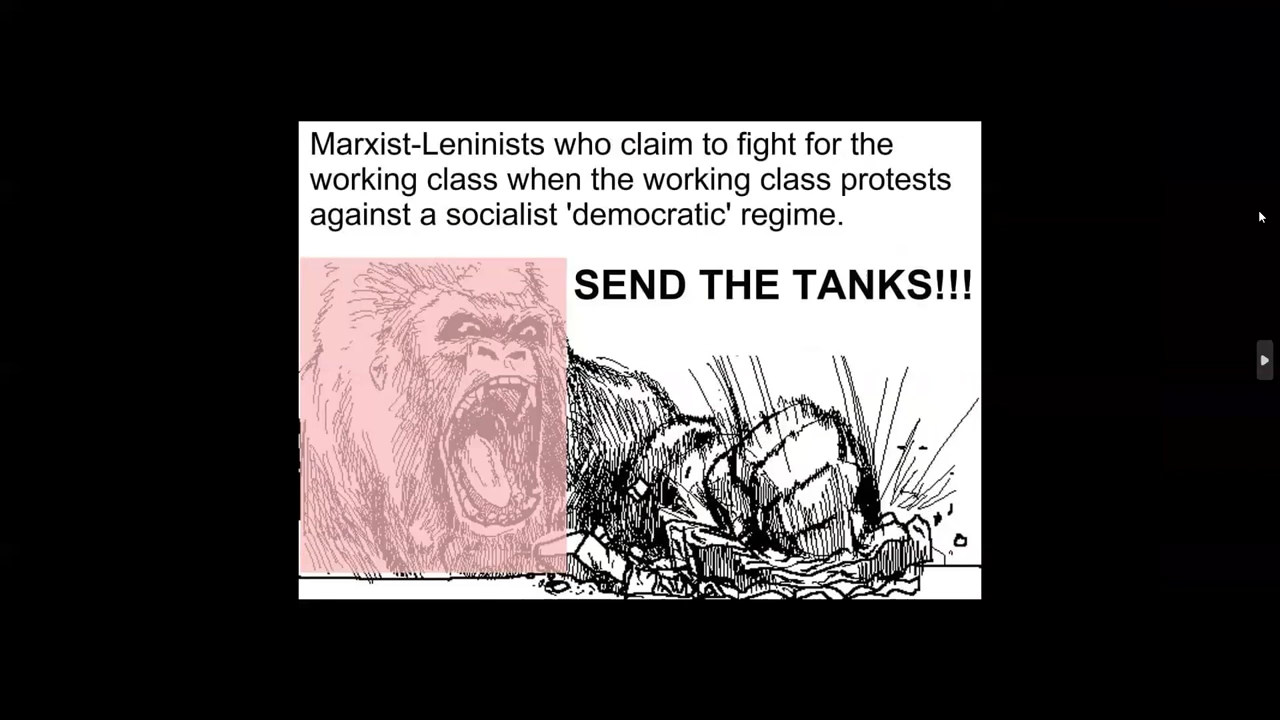 Marxist-Leninists who claim to fight for the
working class when the working class protests
against a socialist 'democratic' regime.
SEND THE TANKS!!!